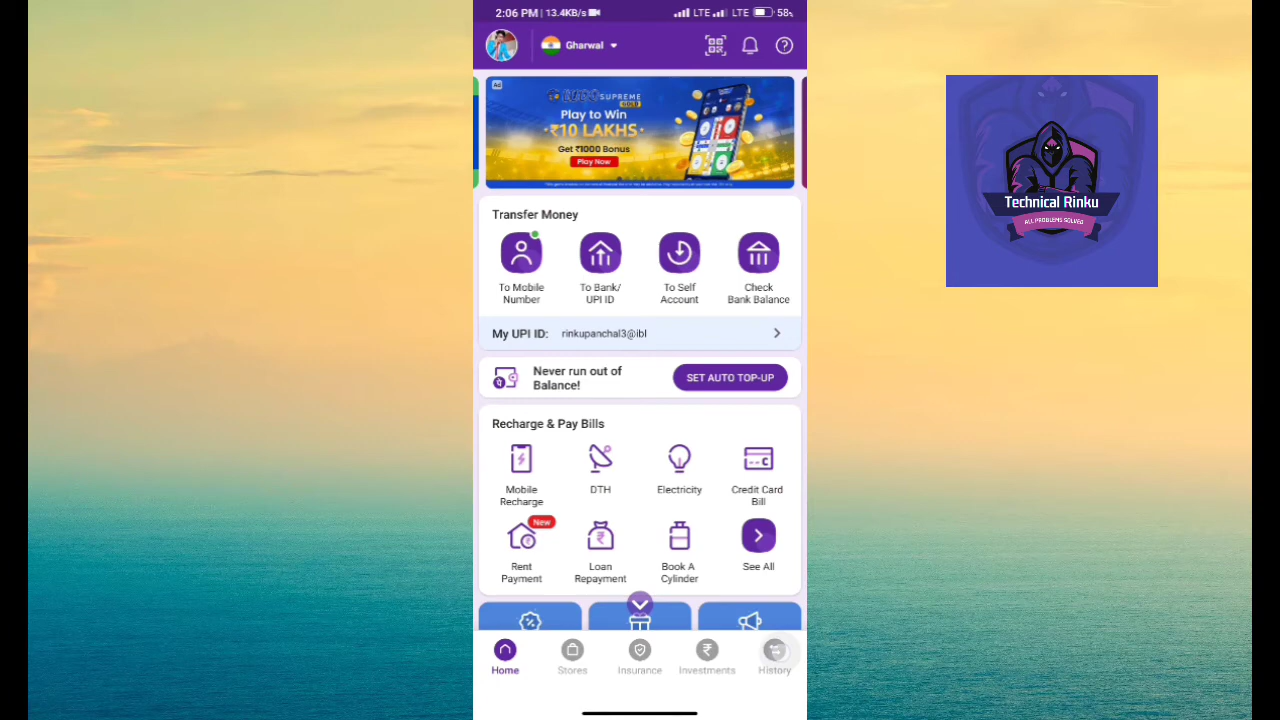 2:06 PM | 13.4KB/s LTE LTE 58%
Gharwal
Ad
SUPREME
GOLD
Play to Win
₹10 LAKHS
Get ₹1000 Bonus
Play Now
Technical Rinku
ALL PROBLEMS SOLVED
Transfer Money
To Mobile
Number
To Bank/
UPI ID
To Self
Account
Check
Bank Balance
My UPI ID: rinkupanchal3@ibl
Never run out of
Balance!
SET AUTO TOP-UP
Recharge & Pay Bills
Mobile
Recharge
DTH
Electricity
Credit Card
Bill
New
Rent
Payment
Loan
Repayment
Book A
Cylinder
See All
Home
Stores
Insurance
Investments
History